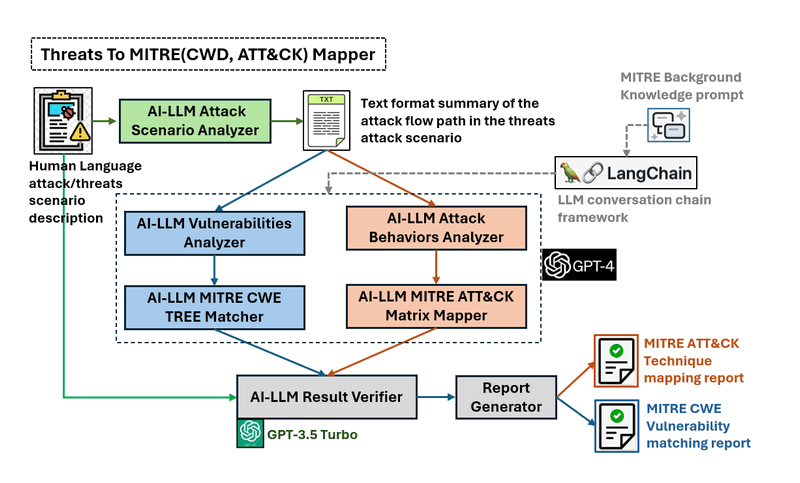 Threats To MITRE(CWD, ATT&CK) Mapper
MITRE Background
Knowledge prompt
AI-LLM Attack
Scenario Analyzer
TXT
Text format summary of the
attack flow path in the threats
attack scenario
LangChain
LLM conversation chain
framework
Human Language
attack/threats
scenario
description
AI-LLM Vulnerabilities
Analyzer
AI-LLM Attack
Behaviors Analyzer
GPT-4
AI-LLM MITRE CWE
TREE Matcher
AI-LLM MITRE ATT&CK
Matrix Mapper
MITRE ATT&CK
Technique
mapping report
AI-LLM Result Verifier
Report
Generator
MITRE CWE
Vulnerability
matching report
GPT-3.5 Turbo